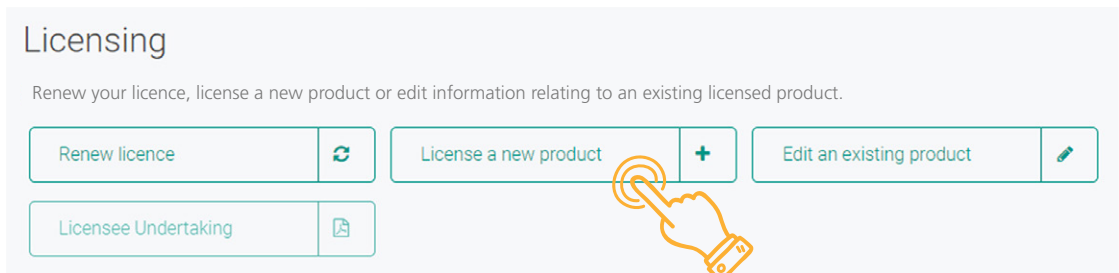 Licensing
Renew your licence, license a new product or edit information relating to an existing licensed product.
Renew licence
License a new product
Edit an existing product
Licensee Undertaking